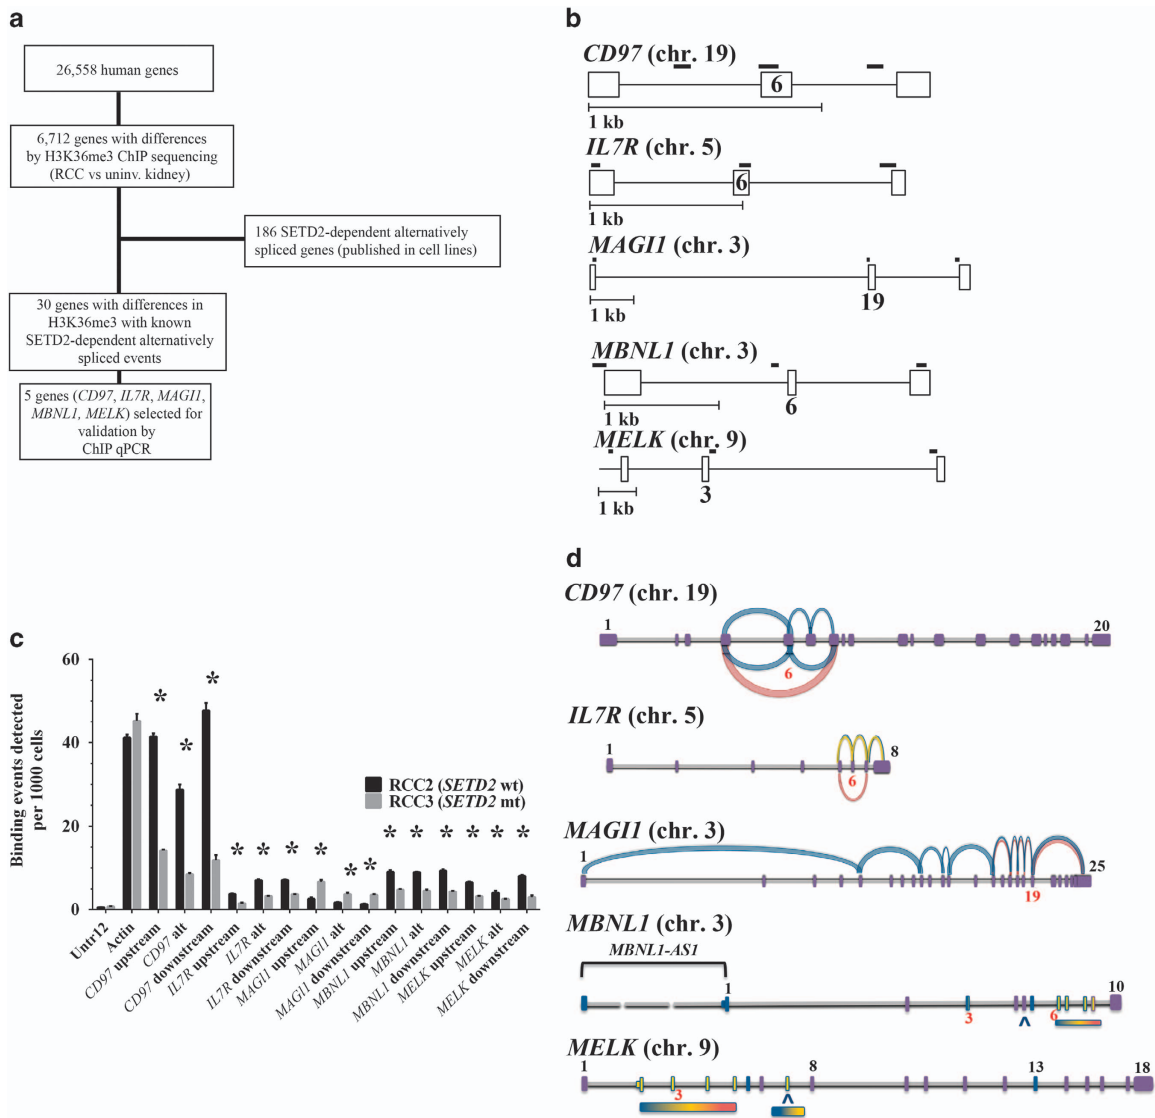 a
26,558 human genes
6,712 genes with differences
by H3K36me3 ChIP sequencing
(RCC vs uninv. kidney)
186 SETD2-dependent alternatively
spliced genes (published in cell lines)
30 genes with differences in
H3K36me3 with known
SETD2-dependent alternatively
spliced events
5 genes (CD97, IL7R, MAGI1,
MBNL1, MELK) selected for
validation by
ChIP qPCR
b
CD97 (chr. 19)
6
1 kb
IL7R (chr. 5)
6
1 kb
MAGI1 (chr. 3)
19
1 kb
MBNL1 (chr. 3)
6
1 kb
MELK (chr. 9)
3
1 kb
c
Binding events detected
per 1000 cells
60
40
20
0
* * * * * * * * * * * * * * *
RCC2 (SETD2 wt)
RCC3 (SETD2 mt)
Untr12
Actin
CD97 upstream
CD97 alt
CD97 downstream
IL7R upstream
IL7R alt
IL7R downstream
MAGI1 upstream
MAGI1 alt
MAGI1 downstream
MBNL1 upstream
MBNL1 alt
MBNL1 downstream
MELK upstream
MELK alt
MELK downstream
d
CD97 (chr. 19)
1 20
6
IL7R (chr. 5)
1 8
6
MAGI1 (chr. 3)
1 25
19
MBNL1 (chr. 3)
MBNL1-AS1
1 10
3 6
^
MELK (chr. 9)
1 8 13 18
3
^